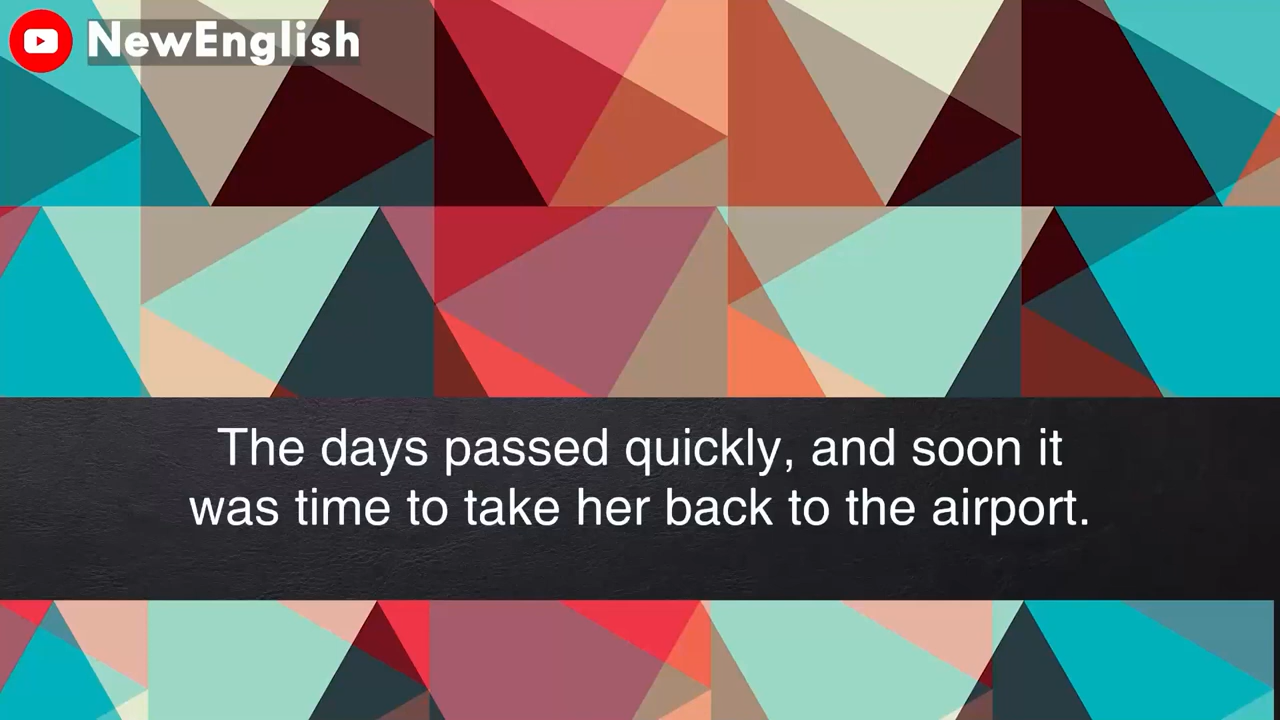 NewEnglish
The days passed quickly, and soon it
was time to take her back to the airport.